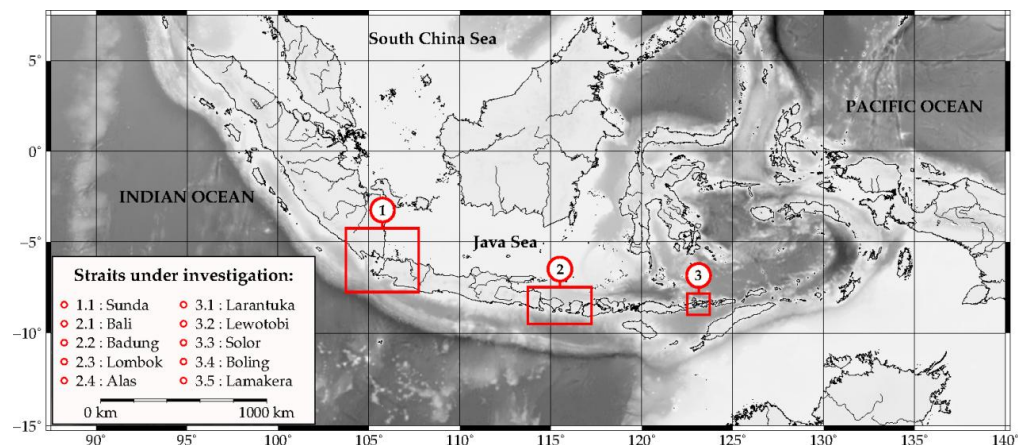 South China Sea
5°
PACIFIC OCEAN
0°
INDIAN OCEAN
1
-5°
Java Sea
2
3
Straits under investigation:
1.1 : Sunda
3.1 : Larantuka
2.1 : Bali
3.2 : Lewotobi
2.2 : Badung
3.3 : Solor
2.3 : Lombok
3.4 : Boling
2.4 : Alas
3.5 : Lamakera
0 km
1000 km
-10°
-15°
90°
95°
100°
105°
110°
115°
120°
125°
130°
135°